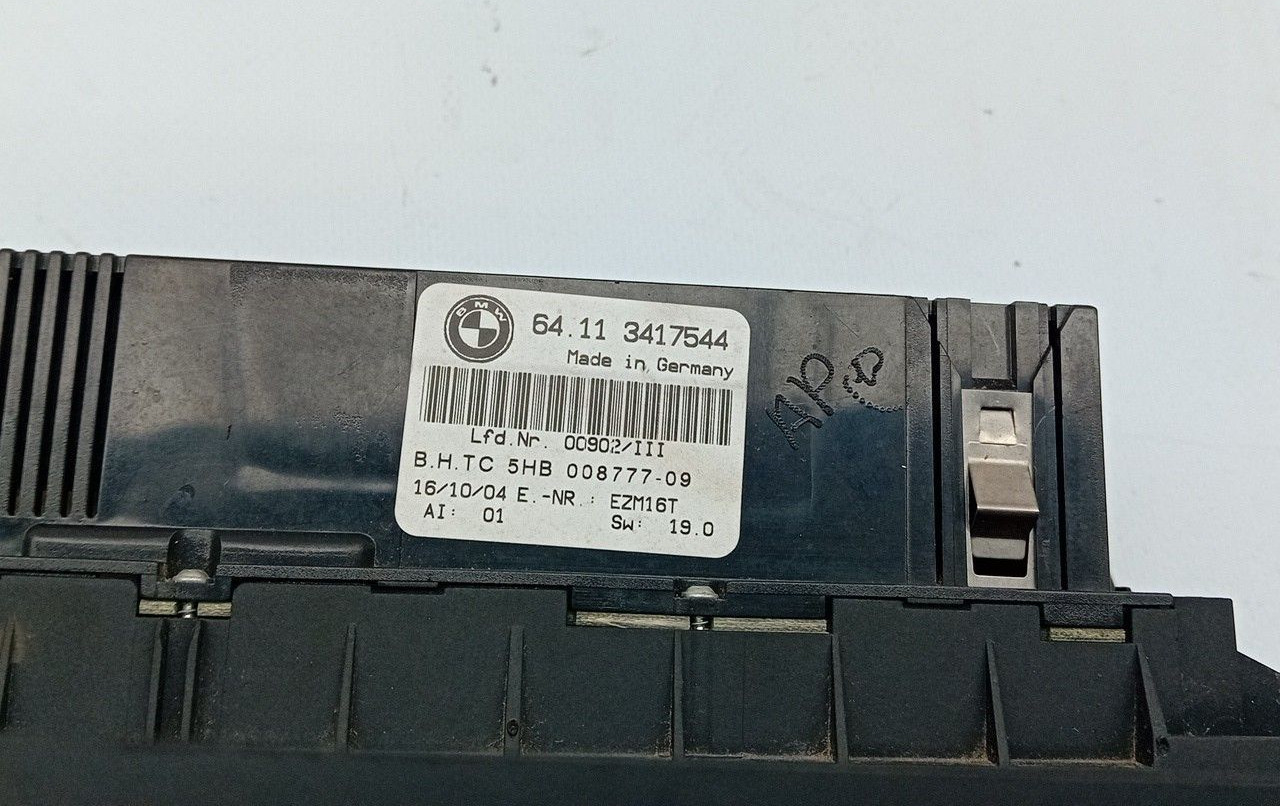 BMW
64.11 3417544
Made in Germany
Lfd.Nr. 00902/III
B.H.TC 5HB 008777-09
16/10/04 E.-NR.: EZM16T
AI: 01 SW: 19.0